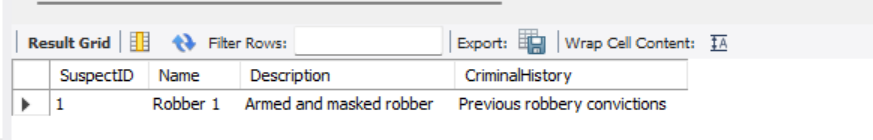 Result Grid Filter Rows: Export: Wrap Cell Content:
SuspectID Name Description CriminalHistory
1 Robber 1 Armed and masked robber Previous robbery convictions